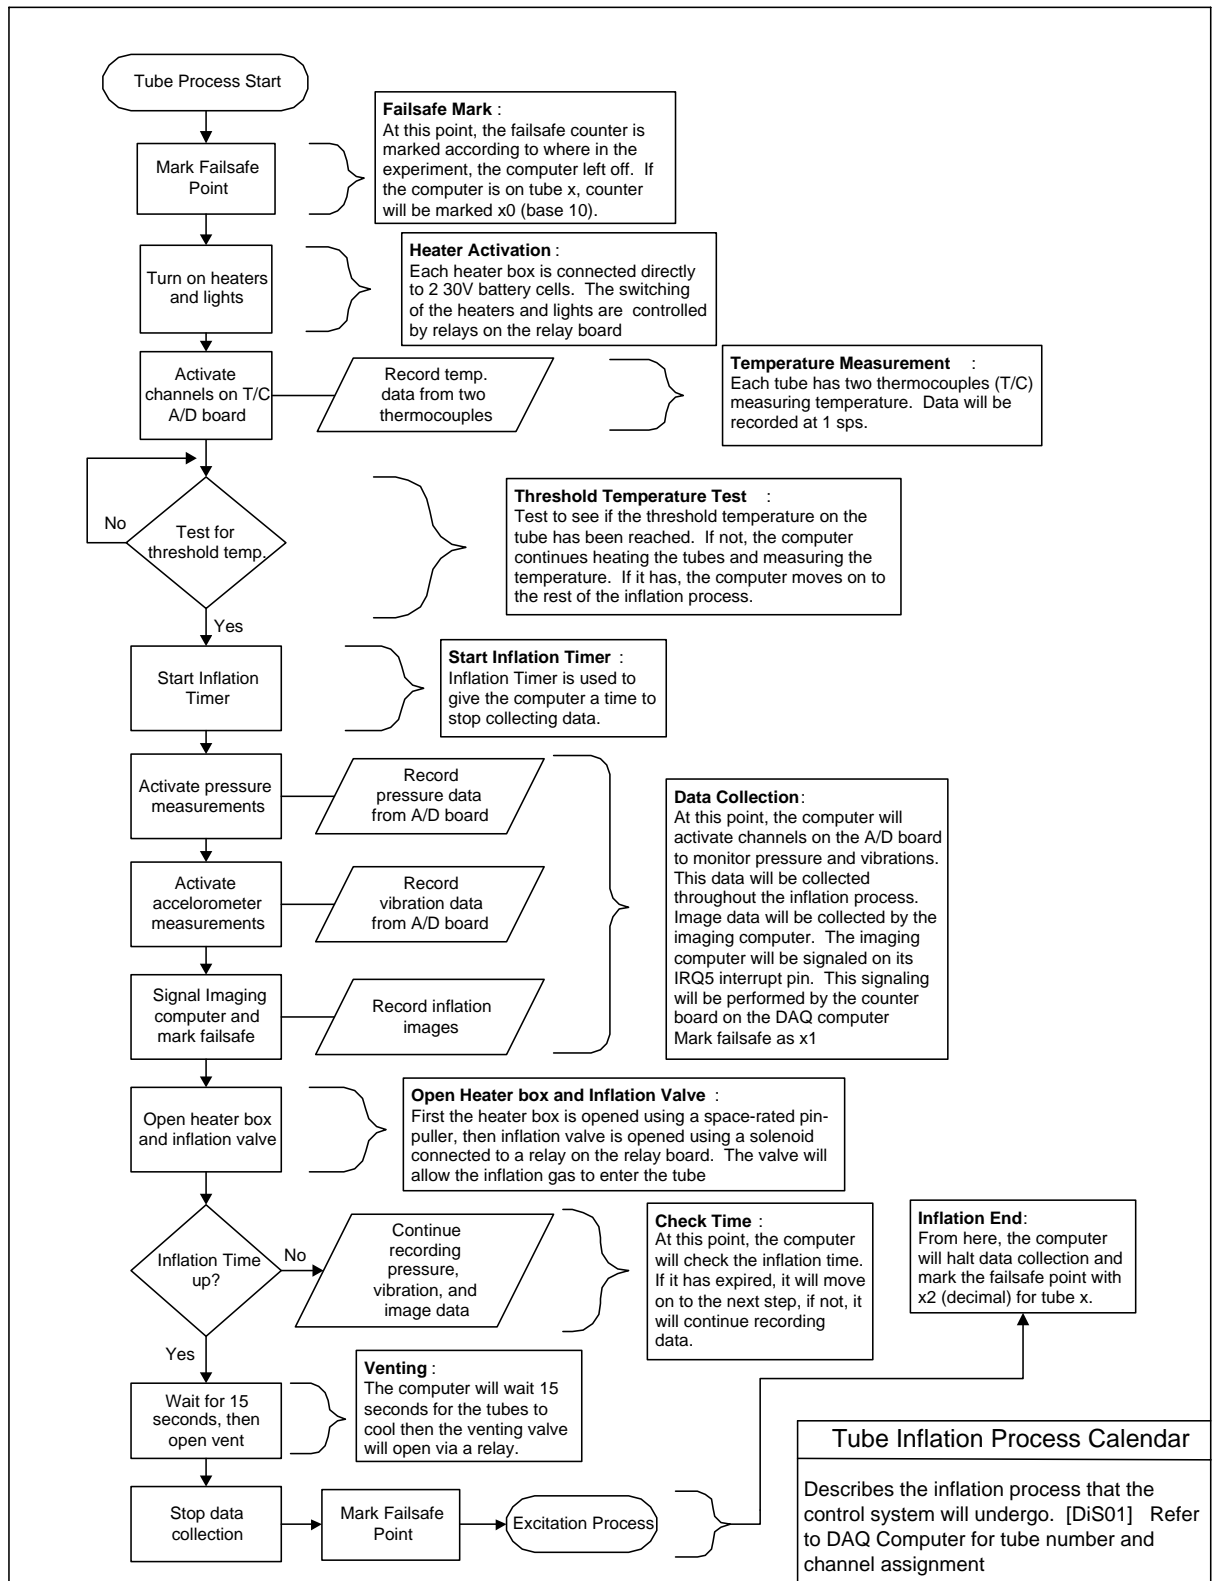 Tube Process Start
Failsafe Mark :
At this point, the failsafe counter is
marked according to where in the
experiment, the computer left off. If
the computer is on tube x, counter
will be marked x0 (base 10).
Mark Failsafe
Point
Heater Activation :
Each heater box is connected directly
to 2 30V battery cells. The switching
of the heaters and lights are controlled
by relays on the relay board
Turn on heaters
and lights
Activate
channels on T/C
A/D board
Record temp.
data from two
thermocouples
Temperature Measurement :
Each tube has two thermocouples (T/C)
measuring temperature. Data will be
recorded at 1 sps.
No
Test for
threshold temp.
Threshold Temperature Test :
Test to see if the threshold temperature on the
tube has been reached. If not, the computer
continues heating the tubes and measuring the
temperature. If it has, the computer moves on to
the rest of the inflation process.
Yes
Start Inflation
Timer
Start Inflation Timer :
Inflation Timer is used to
give the computer a time to
stop collecting data.
Activate pressure
measurements
Record
pressure data
from A/D board
Activate
accelorometer
measurements
Record
vibration data
from A/D board
Signal Imaging
computer and
mark failsafe
Record inflation
images
Data Collection:
At this point, the computer will
activate channels on the A/D board
to monitor pressure and vibrations.
This data will be collected
throughout the inflation process.
Image data will be collected by the
imaging computer. The imaging
computer will be signaled on its
IRQ5 interrupt pin. This signaling
will be performed by the counter
board on the DAQ computer
Mark failsafe as x1
Open heater box
and inflation valve
Open Heater box and Inflation Valve :
First the heater box is opened using a space-rated pin-
puller, then inflation valve is opened using a solenoid
connected to a relay on the relay board. The valve will
allow the inflation gas to enter the tube
Inflation Time
up?
No
Continue
recording
pressure,
vibration, and
image data
Check Time :
At this point, the computer
will check the inflation time.
If it has expired, it will move
on to the next step, if not, it
will continue recording
data.
Inflation End:
From here, the computer
will halt data collection and
mark the failsafe point with
x2 (decimal) for tube x.
Yes
Wait for 15
seconds, then
open vent
Venting :
The computer will wait 15
seconds for the tubes to
cool then the venting valve
will open via a relay.
Stop data
collection
Mark Failsafe
Point
Excitation Process
Tube Inflation Process Calendar
Describes the inflation process that the
control system will undergo. [DiS01] Refer
to DAQ Computer for tube number and
channel assignment